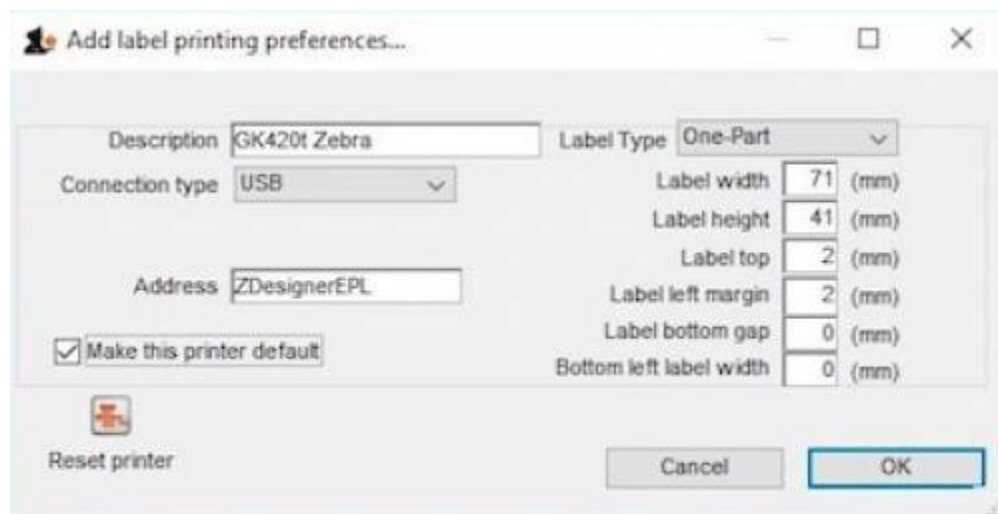 Add label printing preferences...
Description GK420t Zebra
Label Type One-Part
Connection type USB
Label width 71 (mm)
Label height 41 (mm)
Label top 2 (mm)
Address ZDesignerEPL
Label left margin 2 (mm)
Make this printer default
Label bottom gap 0 (mm)
Bottom left label width 0 (mm)
Reset printer
Cancel
OK